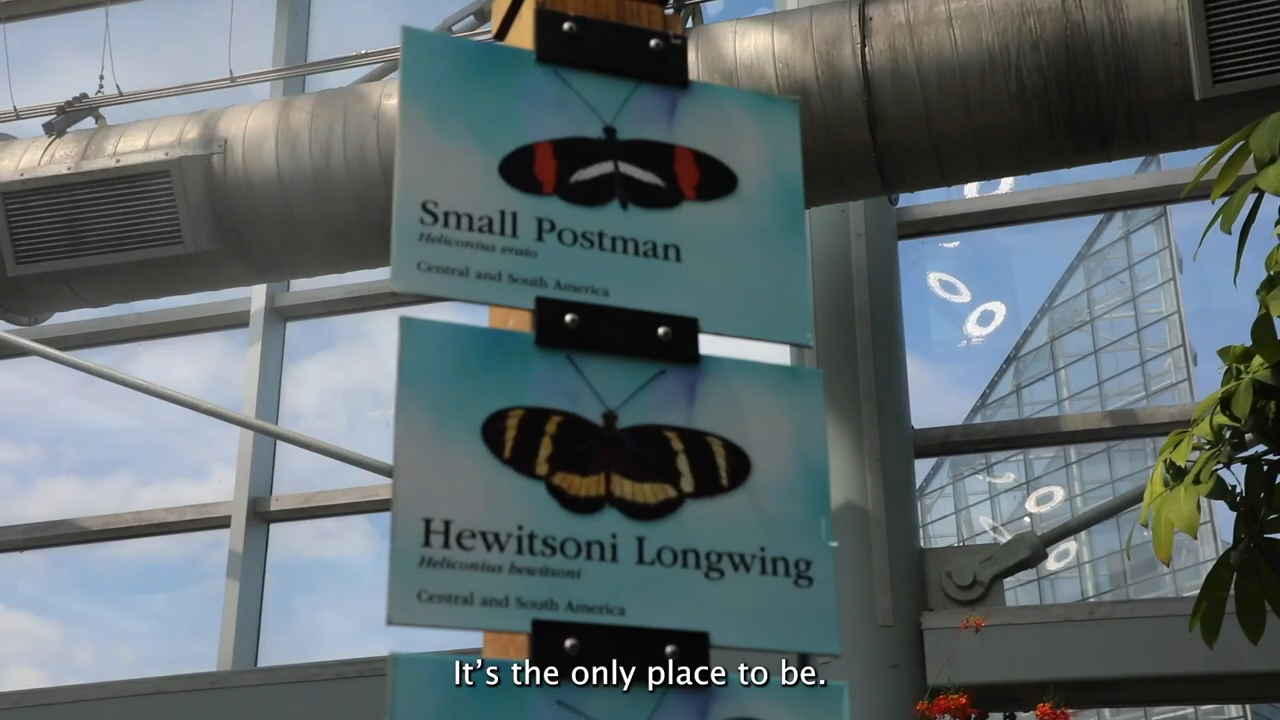 Small Postman
Heliconius erato
Central and South America
Hewitsoni Longwing
Heliconius hewitsoni
Central and South America
It's the only place to be.